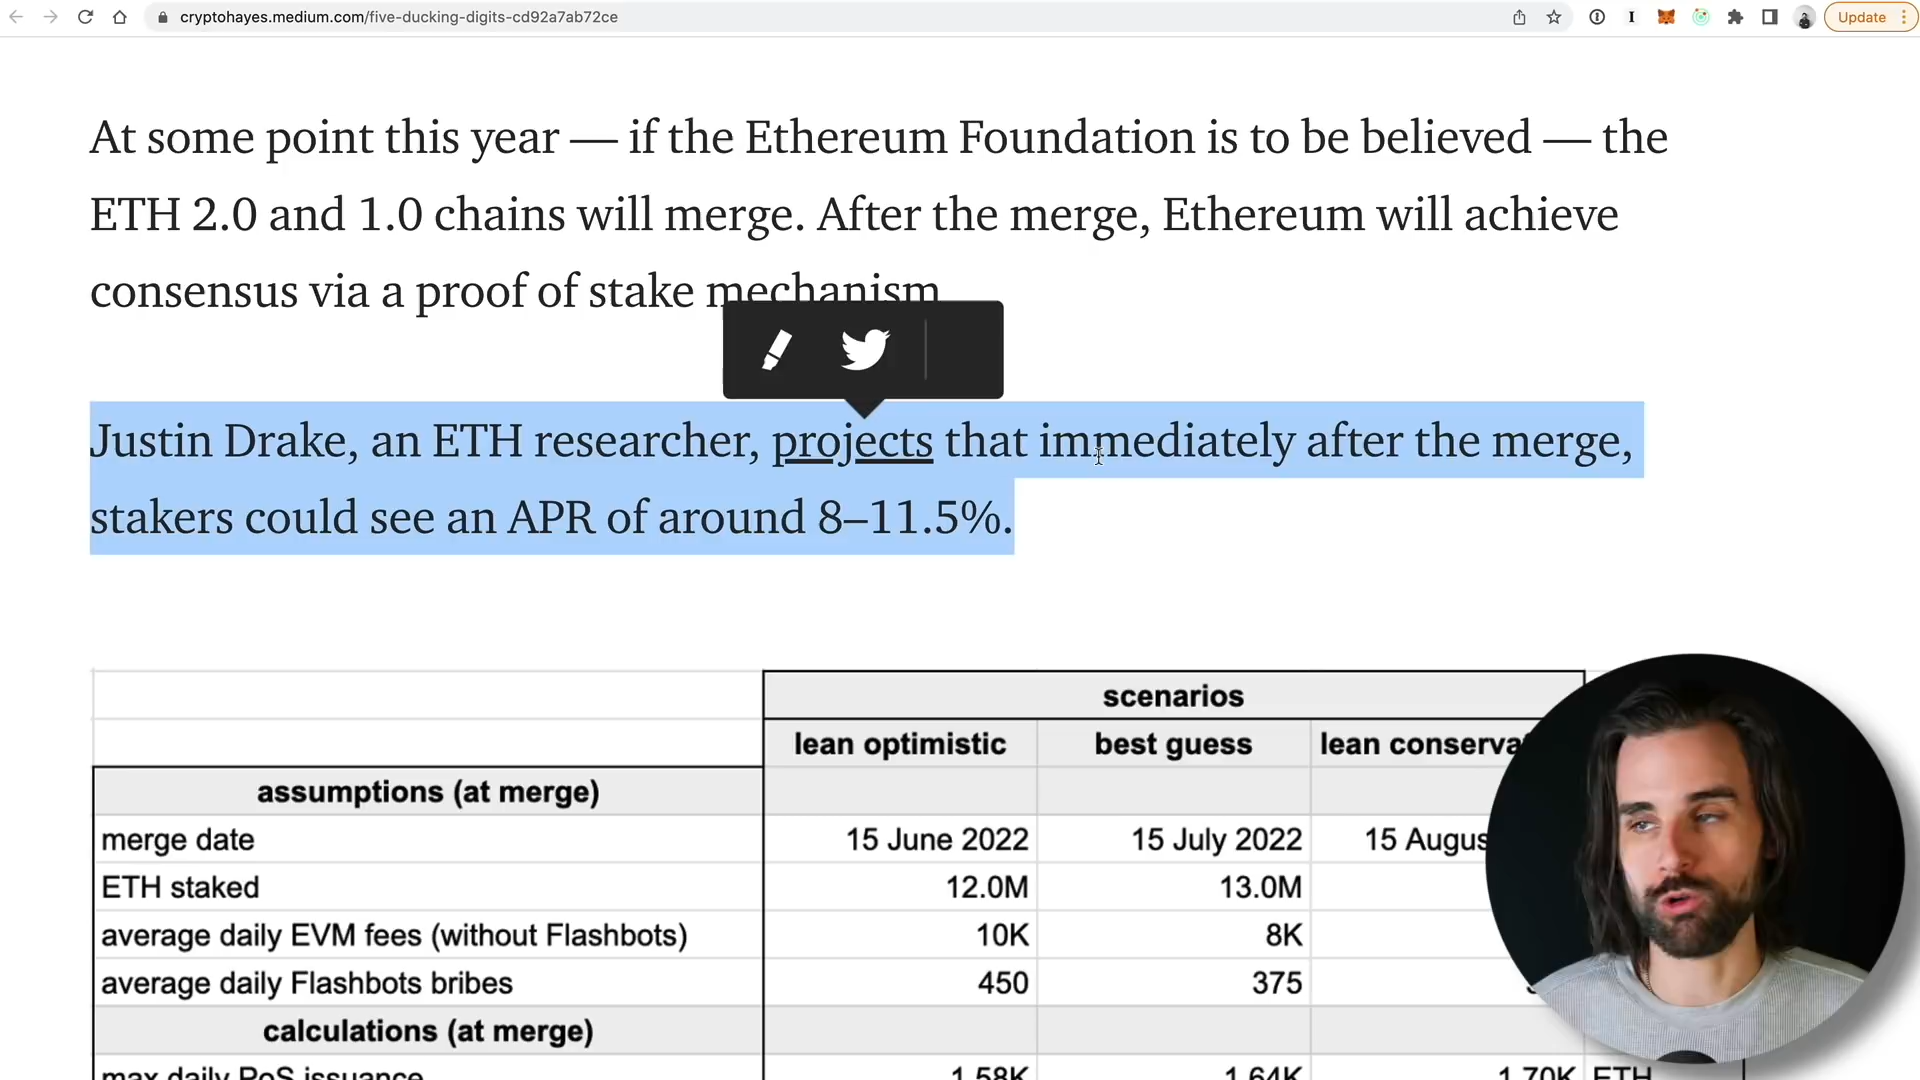 cryptohayes.medium.com/five-ducking-digits-cd92a7ab72ce
Update
At some point this year — if the Ethereum Foundation is to be believed — the
ETH 2.0 and 1.0 chains will merge. After the merge, Ethereum will achieve
consensus via a proof of stake mechanism
Justin Drake, an ETH researcher, projects that immediately after the merge,
stakers could see an APR of around 8–11.5%.
scenarios
lean optimistic best guess lean conserva
assumptions (at merge)
merge date 15 June 2022 15 July 2022 15 Augus
ETH staked 12.0M 13.0M
average daily EVM fees (without Flashbots) 10K 8K
average daily Flashbots bribes 450 375
calculations (at merge)
max daily PoS issuance 1.58K 1.64K 1.70K ETH